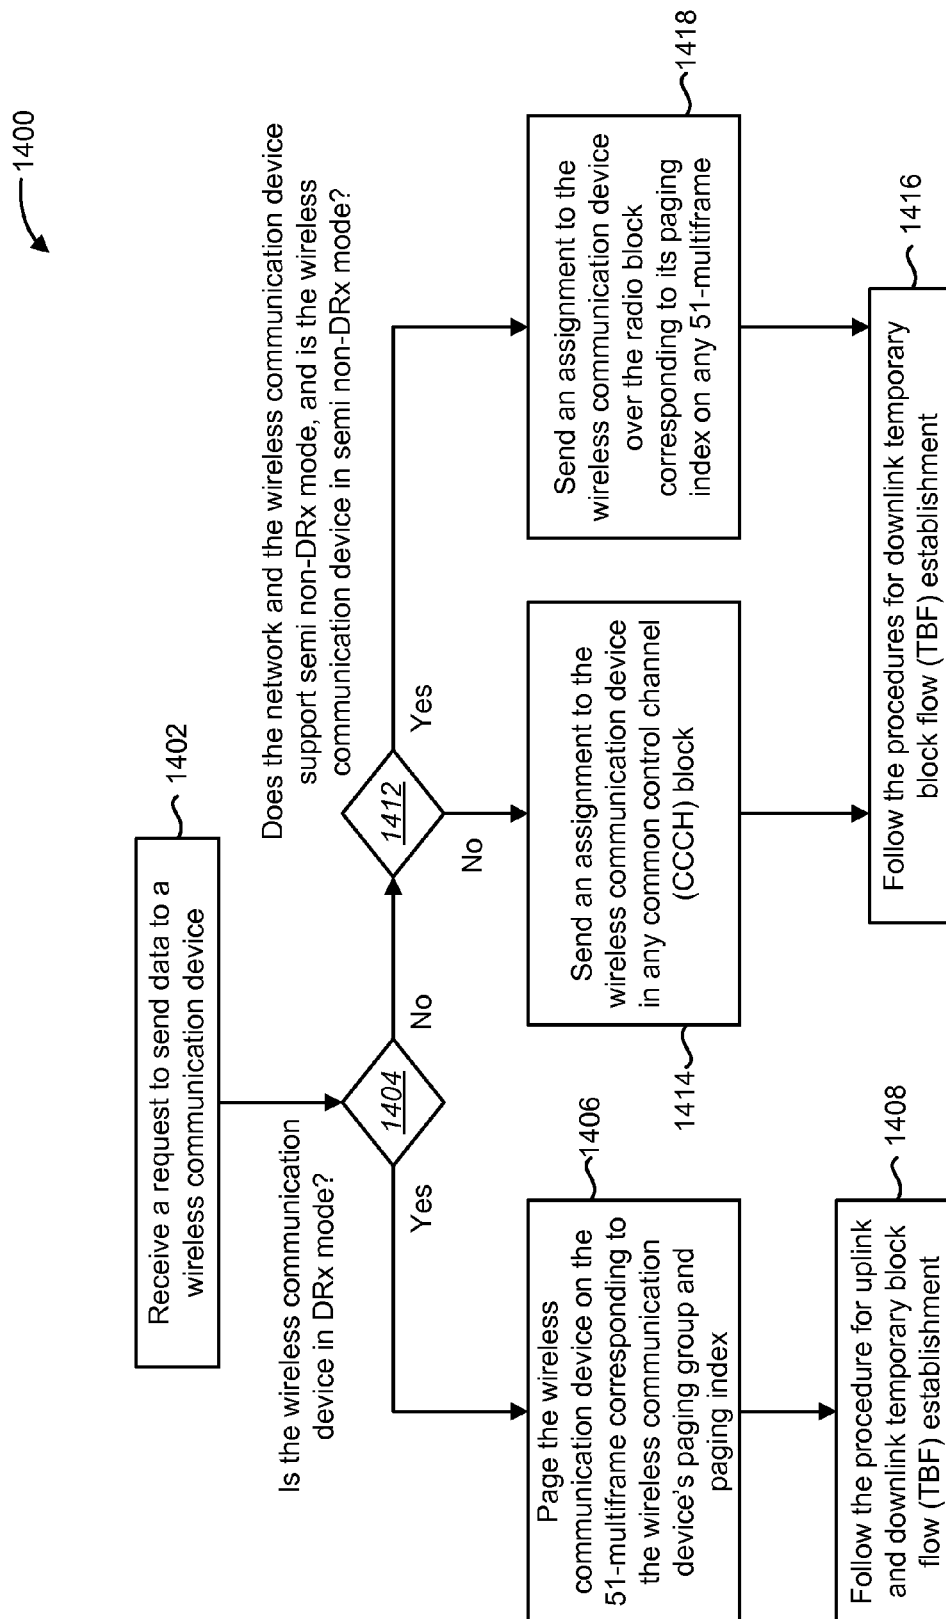 1400
Receive a request to send data to a
wireless communication device
1402
Is the wireless communication
device in DRx mode?
1404
Yes
No
Does the network and the wireless communication device
support semi non-DRx mode, and is the wireless
communication device in semi non-DRx mode?
1412
No
Yes
Page the wireless
communication device on the
51-multiframe corresponding to
the wireless communication
device's paging group and
paging index
1406
Send an assignment to the
wireless communication device
in any common control channel
(CCCH) block
1414
Send an assignment to the
wireless communication device
over the radio block
corresponding to its paging
index on any 51-multiframe
1418
Follow the procedure for uplink
and downlink temporary block
flow (TBF) establishment
1408
Follow the procedures for downlink temporary
block flow (TBF) establishment
1416